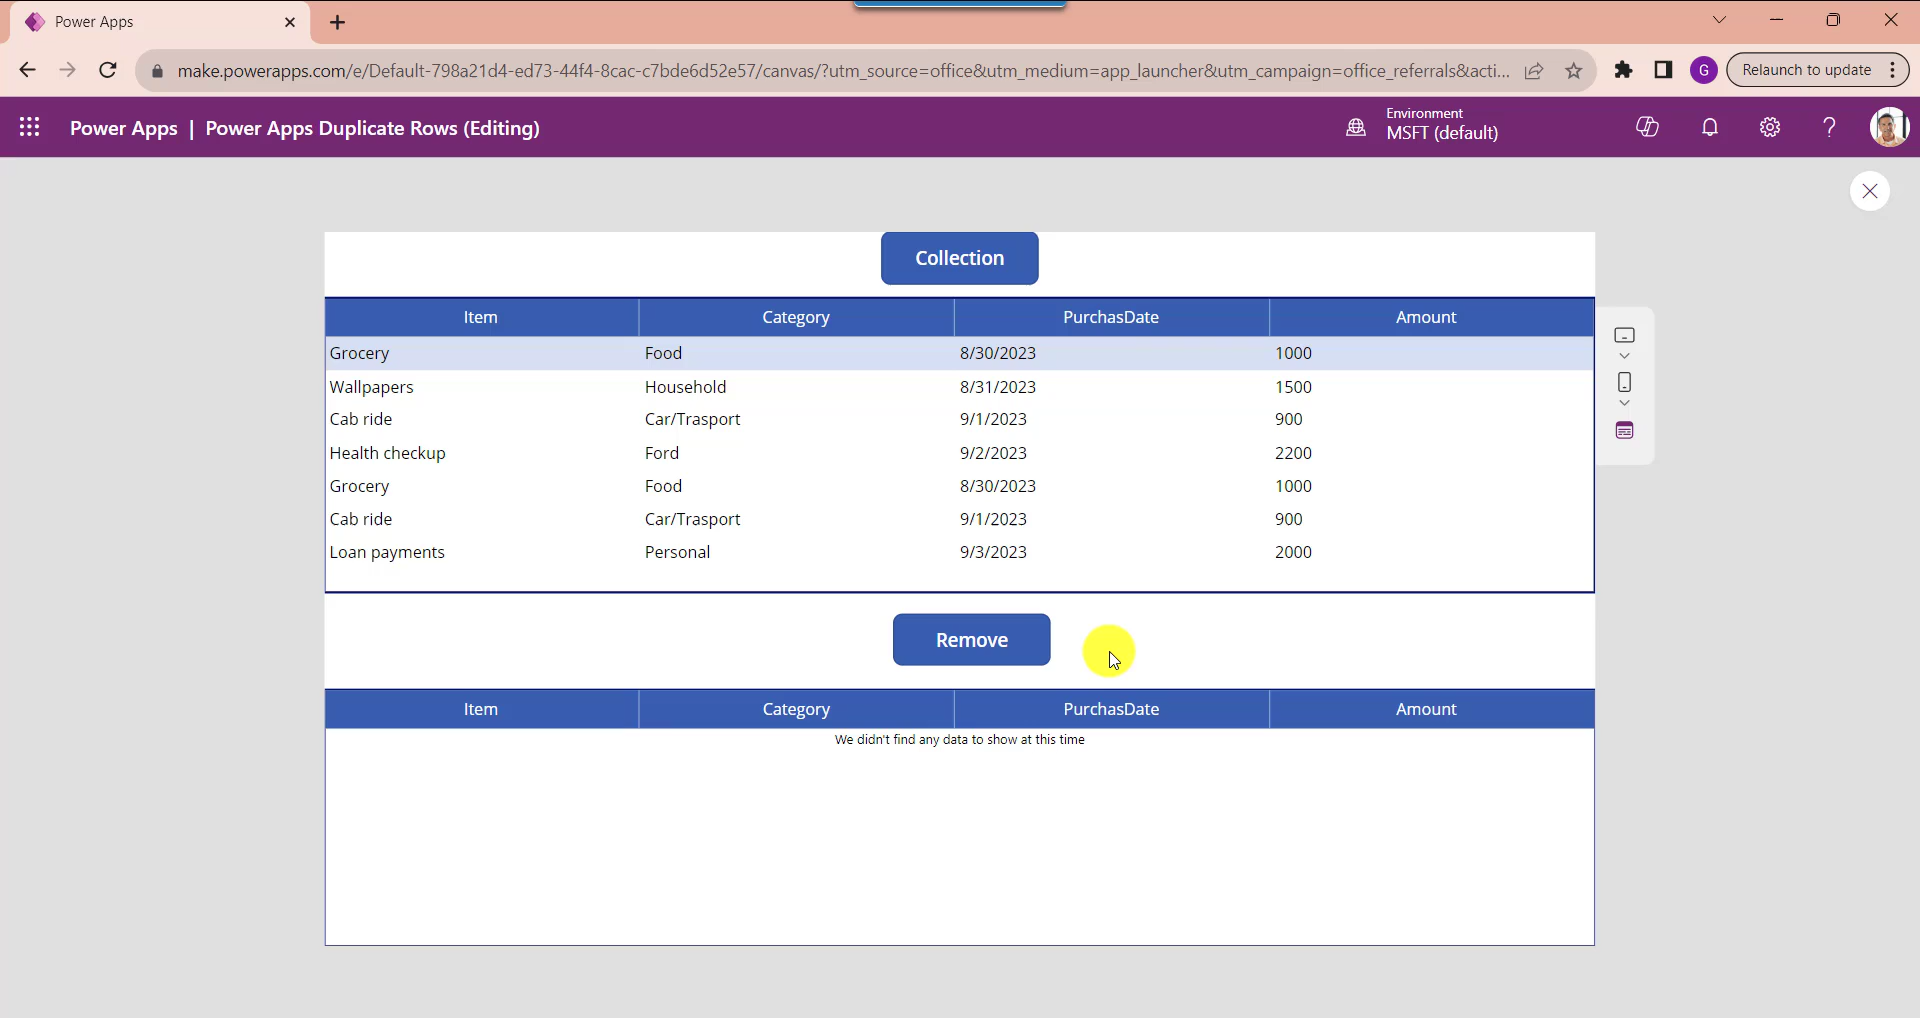 Power Apps
make.powerapps.com/e/Default-798a21d4-ed73-44f4-8cac-c7bde6d52e57/canvas/?utm_source=office&utm_medium=app_launcher&utm_campaign=office_referrals&acti...
G
Relaunch to update
Power Apps | Power Apps Duplicate Rows (Editing)
Environment
MSFT (default)
?
Collection
Item Category PurchasDate Amount
Grocery Food 8/30/2023 1000
Wallpapers Household 8/31/2023 1500
Cab ride Car/Trasport 9/1/2023 900
Health checkup Ford 9/2/2023 2200
Grocery Food 8/30/2023 1000
Cab ride Car/Trasport 9/1/2023 900
Loan payments Personal 9/3/2023 2000
Remove
Item Category PurchasDate Amount
We didn't find any data to show at this time